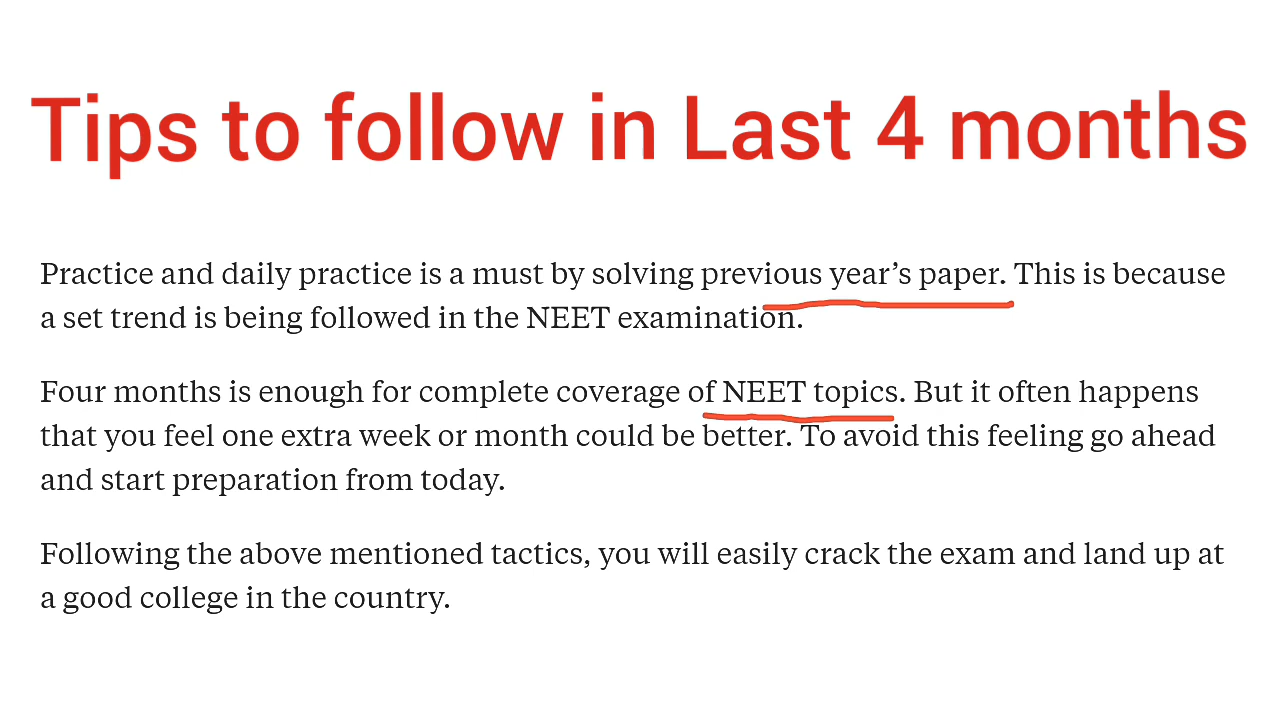 Tips to follow in Last 4 months
Practice and daily practice is a must by solving previous year’s paper. This is because
a set trend is being followed in the NEET examination.
Four months is enough for complete coverage of NEET topics. But it often happens
that you feel one extra week or month could be better. To avoid this feeling go ahead
and start preparation from today.
Following the above mentioned tactics, you will easily crack the exam and land up at
a good college in the country.